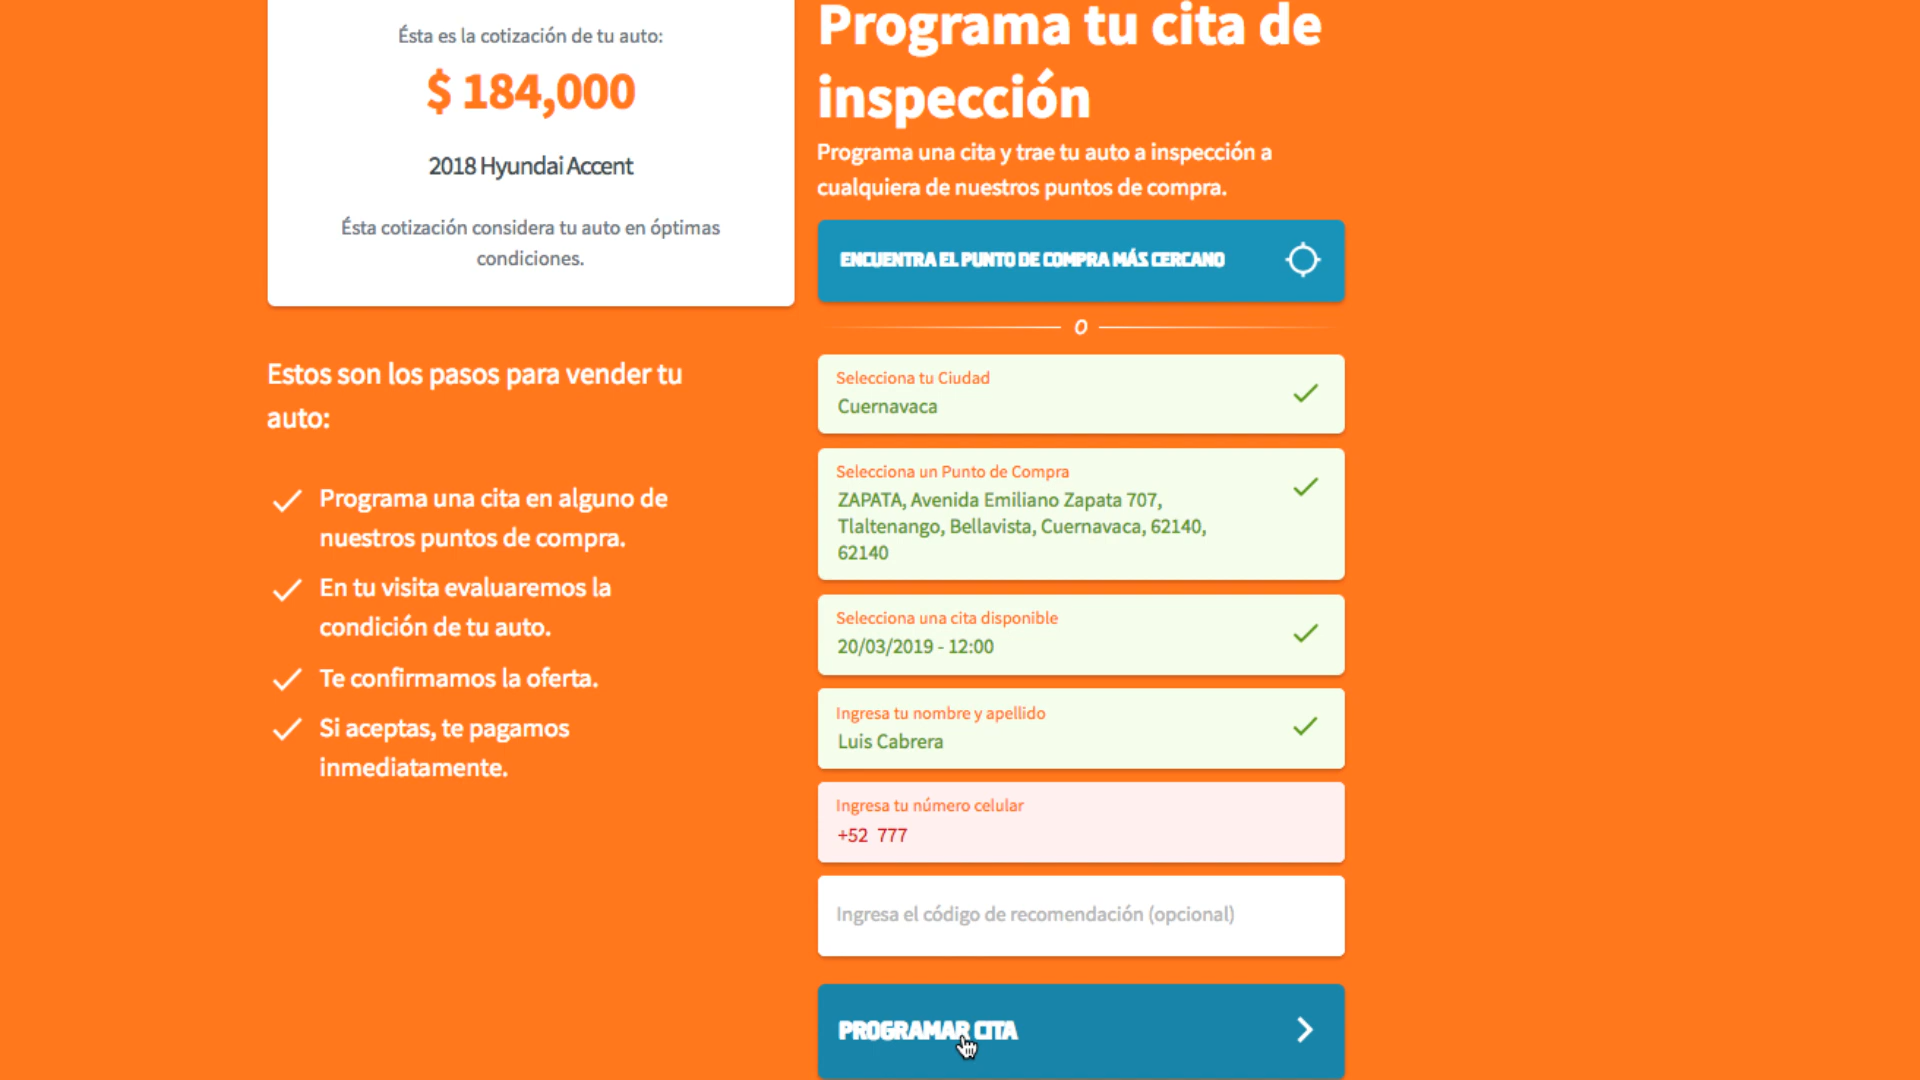 Ésta es la cotización de tu auto:
$ 184,000
2018 Hyundai Accent
Ésta cotización considera tu auto en óptimas
condiciones.
Estos son los pasos para vender tu
auto:
Programa una cita en alguno de
nuestros puntos de compra.
En tu visita evaluaremos la
condición de tu auto.
Te confirmamos la oferta.
Si aceptas, te pagamos
inmediatamente.
Programa tu cita de
inspección
Programa una cita y trae tu auto a inspección a
cualquiera de nuestros puntos de compra.
ENCUENTRA EL PUNTO DE COMPRA MÁS CERCANO
O
Selecciona tu Ciudad
Cuernavaca
Selecciona un Punto de Compra
ZAPATA, Avenida Emiliano Zapata 707,
Tlaltenango, Bellavista, Cuernavaca, 62140,
62140
Selecciona una cita disponible
20/03/2019 - 12:00
Ingresa tu nombre y apellido
Luis Cabrera
Ingresa tu número celular
+52 777
Ingresa el código de recomendación (opcional)
PROGRAMAR CITA